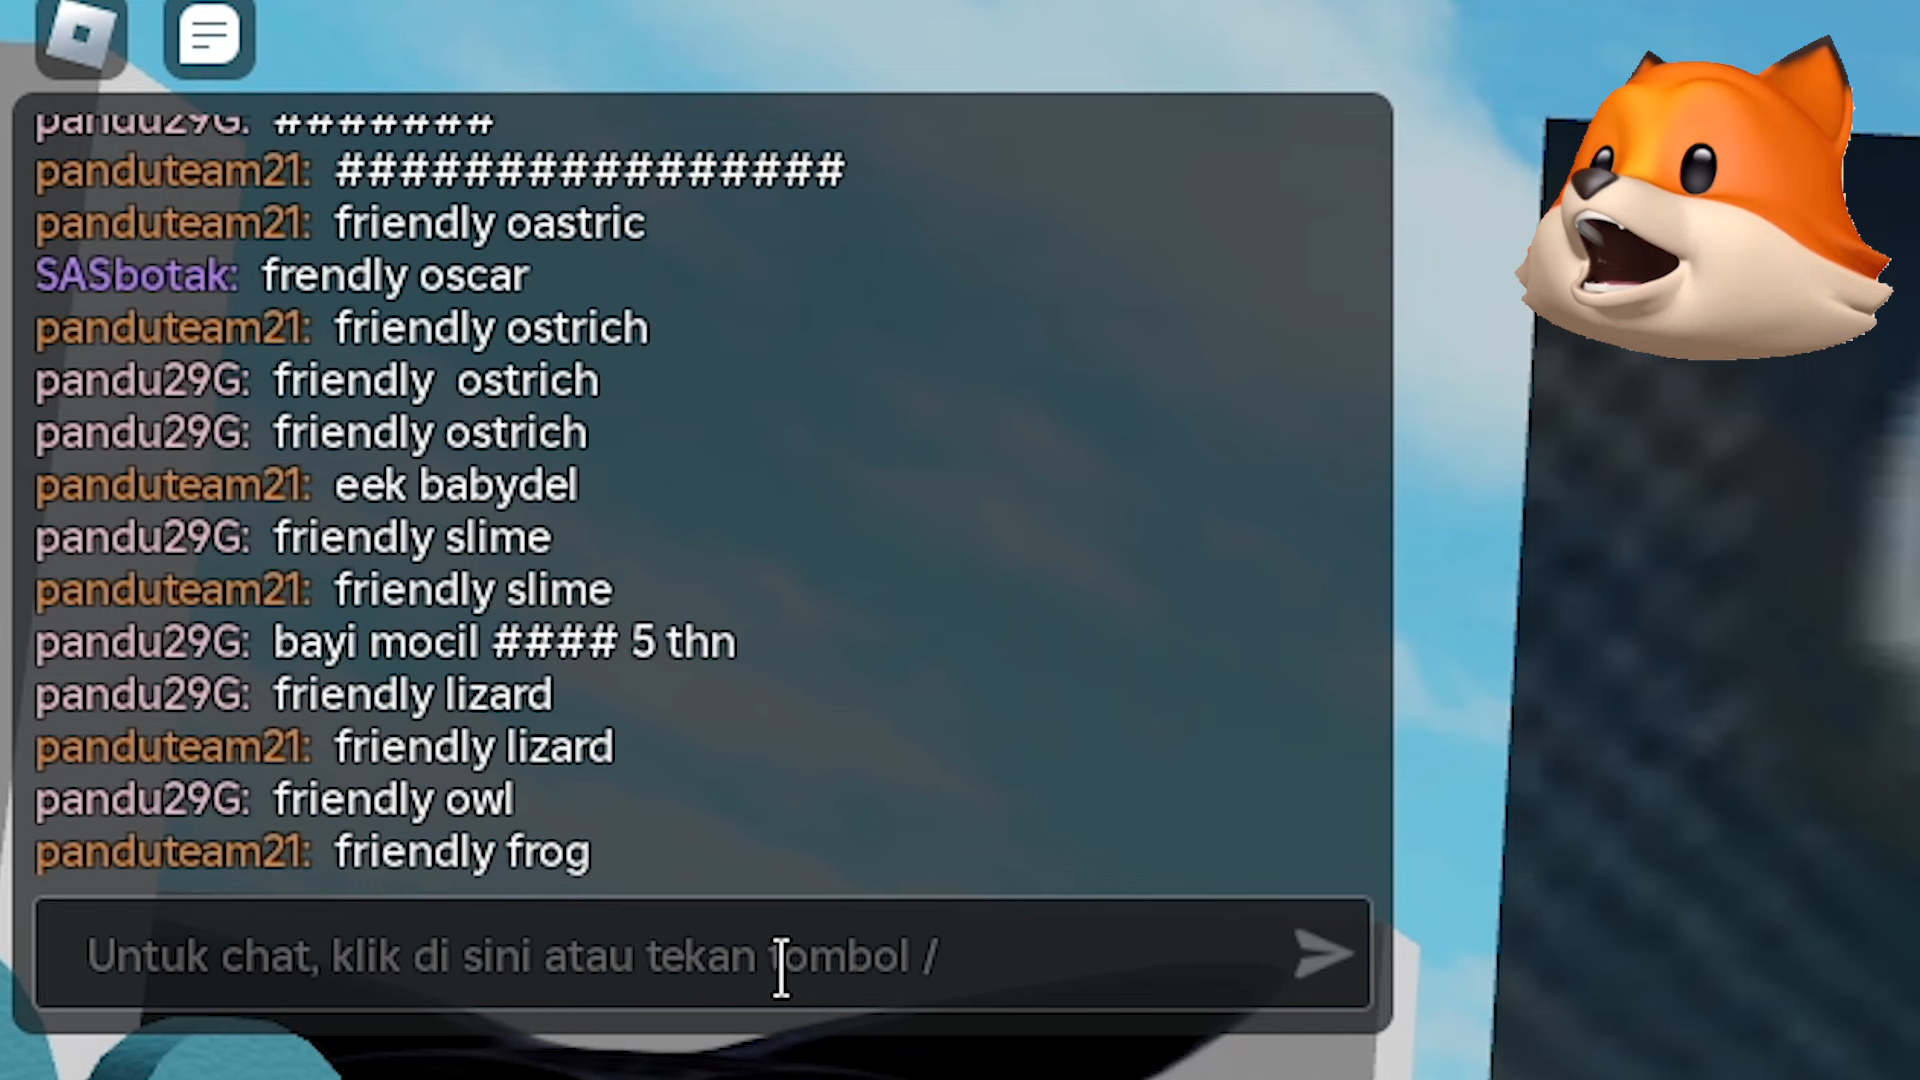 pandu29G: #######
panduteam21: ################
panduteam21: friendly oastric
SASbotak: frendly oscar
panduteam21: friendly ostrich
pandu29G: friendly  ostrich
pandu29G: friendly ostrich
panduteam21: eek babydel
pandu29G: friendly slime
panduteam21: friendly slime
pandu29G: bayi mocil #### 5 thn
pandu29G: friendly lizard
panduteam21: friendly lizard
pandu29G: friendly owl
panduteam21: friendly frog
Untuk chat, klik di sini atau tekan tombol /